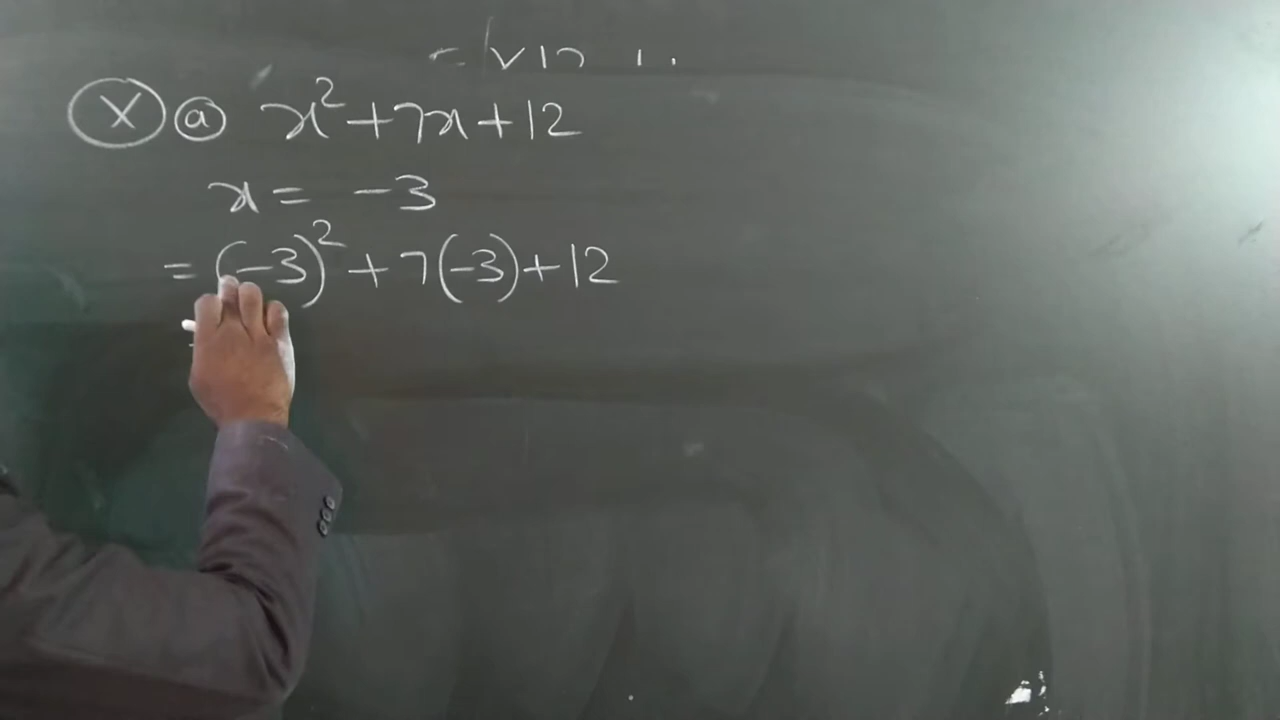 X a x² + 7x + 12
x = -3
= (-3)² + 7(-3) + 12